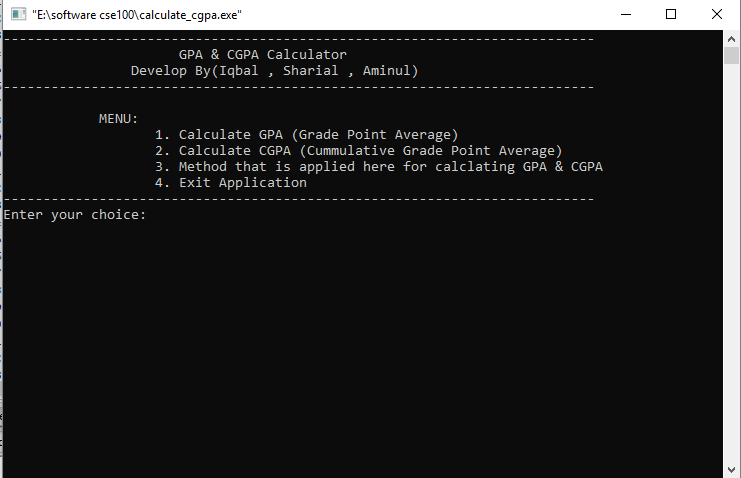 "E:\software cse100\calculate_cgpa.exe"
--------------------------------------------------------------------------
GPA & CGPA Calculator
Develop By(Iqbal , Sharial , Aminul)
--------------------------------------------------------------------------
MENU:
1. Calculate GPA (Grade Point Average)
2. Calculate CGPA (Cummulative Grade Point Average)
3. Method that is applied here for calclating GPA & CGPA
4. Exit Application
--------------------------------------------------------------------------
Enter your choice: